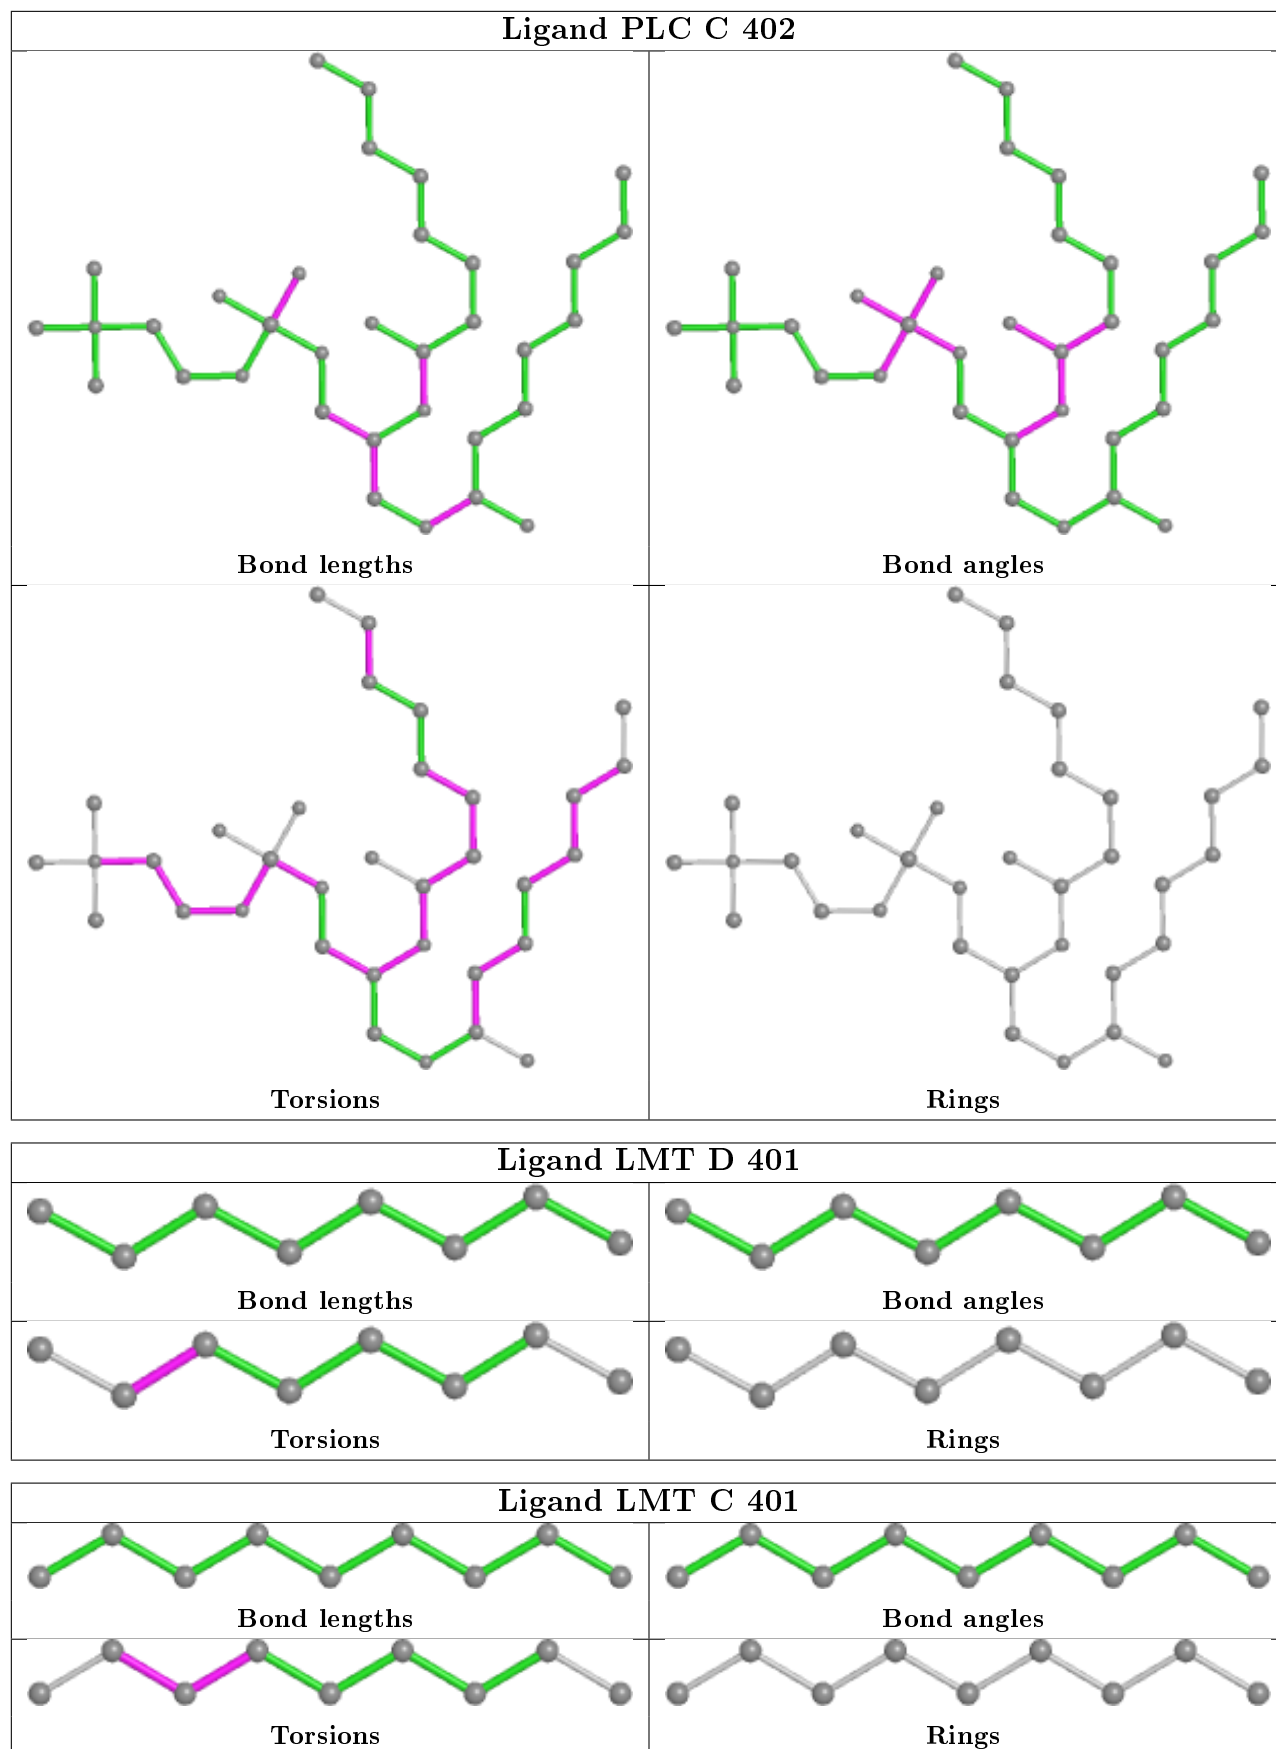 Ligand PLC C 402
Bond lengths
Bond angles
Torsions
Rings
Ligand LMT D 401
Bond lengths
Bond angles
Torsions
Rings
Ligand LMT C 401
Bond lengths
Bond angles
Torsions
Rings